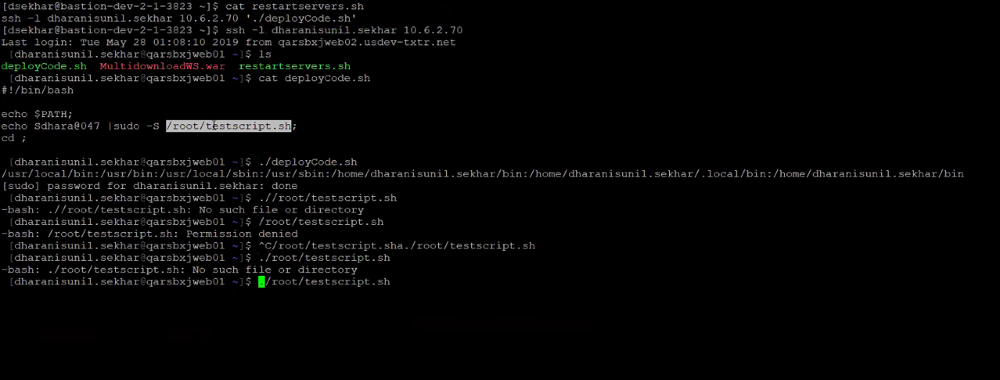 [dsekhar@bastion-dev-2-1-3823 ~]$ cat restartservers.sh
ssh -l dharanisunil.sekhar 10.6.2.70 './deployCode.sh'
[dsekhar@bastion-dev-2-1-3823 ~]$ ssh -l dharanisunil.sekhar 10.6.2.70
Last login: Tue May 28 01:08:10 2019 from qarsbxjweb02.usdev-txtr.net
[dharanisunil.sekhar@qarsbxjweb01 ~]$ ls
deployCode.sh  MultidownloadWS.war  restartservers.sh
[dharanisunil.sekhar@qarsbxjweb01 ~]$ cat deployCode.sh
#!/bin/bash
echo $PATH;
echo Sdhara@047 |sudo -S /root/testscript.sh;
cd ;
[dharanisunil.sekhar@qarsbxjweb01 ~]$ ./deployCode.sh
/usr/local/bin:/usr/bin:/usr/local/sbin:/usr/sbin:/home/dharanisunil.sekhar/bin:/home/dharanisunil.sekhar/.local/bin:/home/dharanisunil.sekhar/bin
[sudo] password for dharanisunil.sekhar: done
[dharanisunil.sekhar@qarsbxjweb01 ~]$ .//root/testscript.sh
-bash: .//root/testscript.sh: No such file or directory
[dharanisunil.sekhar@qarsbxjweb01 ~]$ /root/testscript.sh
-bash: /root/testscript.sh: Permission denied
[dharanisunil.sekhar@qarsbxjweb01 ~]$ ^C/root/testscript.sha./root/testscript.sh
[dharanisunil.sekhar@qarsbxjweb01 ~]$ ./root/testscript.sh
-bash: ./root/testscript.sh: No such file or directory
[dharanisunil.sekhar@qarsbxjweb01 ~]$ ./root/testscript.sh